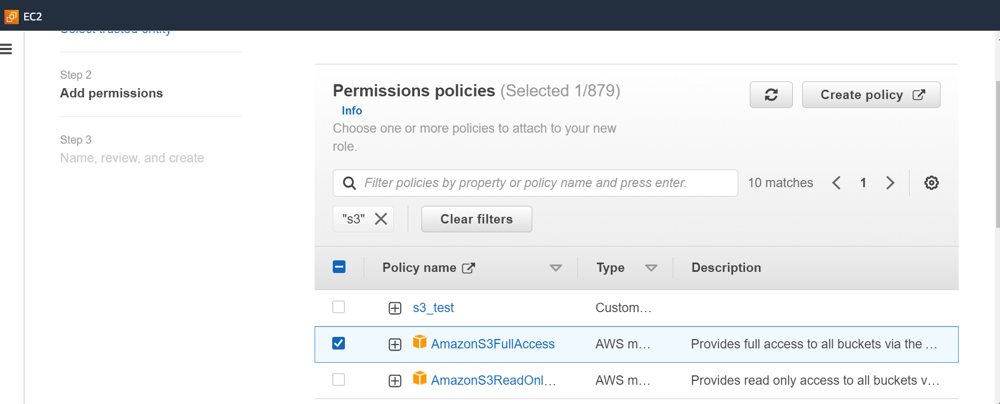 EC2
Select trusted entity
Step 2
Add permissions
Step 3
Name, review, and create
Permissions policies (Selected 1/879)
Info
Choose one or more policies to attach to your new
role.
Create policy
Filter policies by property or policy name and press enter.
10 matches
1
"s3"
Clear filters
Policy name
Type
Description
s3_test Custom...
AmazonS3FullAccess AWS m... Provides full access to all buckets via the ...
AmazonS3ReadOnl... AWS m... Provides read only access to all buckets v...